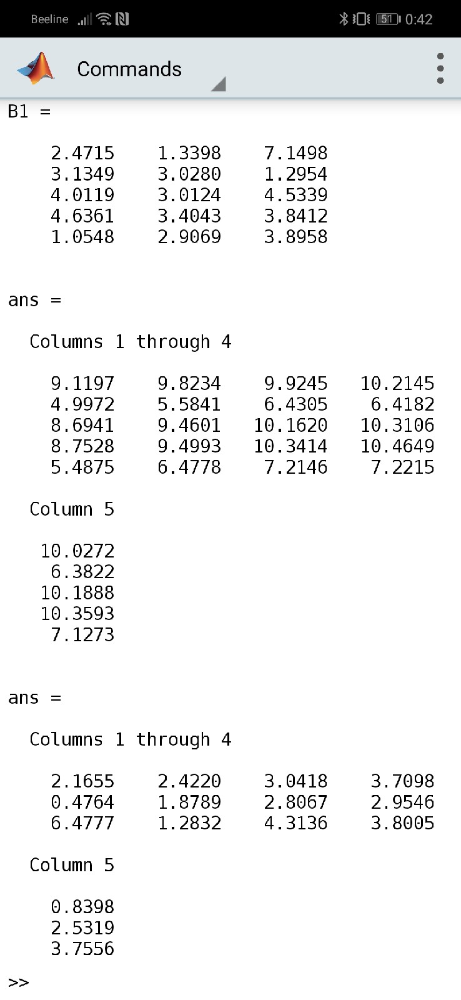 Beeline 51 0:42
Commands
B1 =
2.4715 1.3398 7.1498
3.1349 3.0280 1.2954
4.0119 3.0124 4.5339
4.6361 3.4043 3.8412
1.0548 2.9069 3.8958
ans =
Columns 1 through 4
9.1197 9.8234 9.9245 10.2145
4.9972 5.5841 6.4305 6.4182
8.6941 9.4601 10.1620 10.3106
8.7528 9.4993 10.3414 10.4649
5.4875 6.4778 7.2146 7.2215
Column 5
10.0272
6.3822
10.1888
10.3593
7.1273
ans =
Columns 1 through 4
2.1655 2.4220 3.0418 3.7098
0.4764 1.8789 2.8067 2.9546
6.4777 1.2832 4.3136 3.8005
Column 5
0.8398
2.5319
3.7556
>>